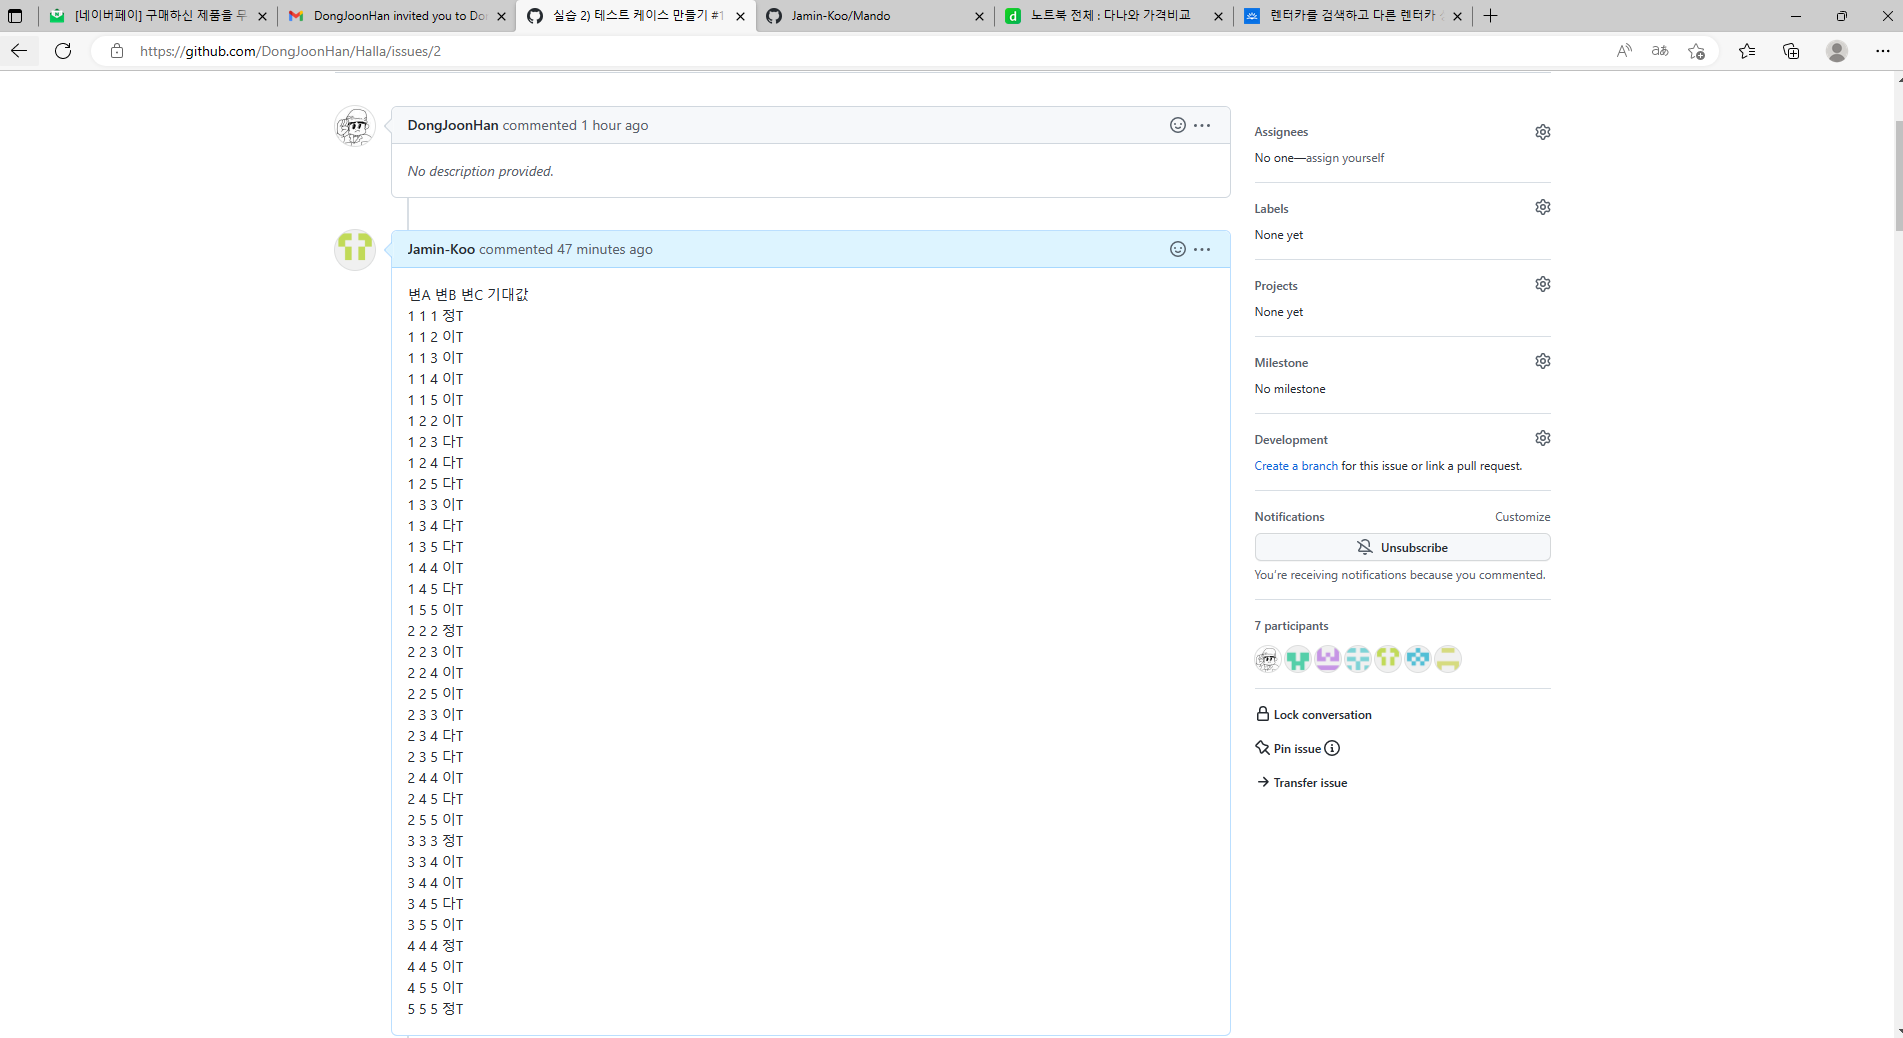 [네이버페이] 구매하신 제품을 무
DongJoonHan invited you to Don
실습 2) 테스트 케이스 만들기 #1
Jamin-Koo/Mando
노트북 전체 : 다나와 가격비교
렌터카를 검색하고 다른 렌터카
https://github.com/DongJoonHan/Halla/issues/2
DongJoonHan commented 1 hour ago
No description provided.
Jamin-Koo commented 47 minutes ago
변A 변B 변C 기대값
1 1 1 정T
1 1 2 이T
1 1 3 이T
1 1 4 이T
1 1 5 이T
1 2 2 이T
1 2 3 다T
1 2 4 다T
1 2 5 다T
1 3 3 이T
1 3 4 다T
1 3 5 다T
1 4 4 이T
1 4 5 다T
1 5 5 이T
2 2 2 정T
2 2 3 이T
2 2 4 이T
2 2 5 이T
2 3 3 이T
2 3 4 다T
2 3 5 다T
2 4 4 이T
2 4 5 다T
2 5 5 이T
3 3 3 정T
3 3 4 이T
3 4 4 이T
3 4 5 다T
3 5 5 이T
4 4 4 정T
4 4 5 이T
4 5 5 이T
5 5 5 정T
Assignees
No one—assign yourself
Labels
None yet
Projects
None yet
Milestone
No milestone
Development
Create a branch for this issue or link a pull request.
Notifications
Customize
Unsubscribe
You're receiving notifications because you commented.
7 participants
Lock conversation
Pin issue
Transfer issue